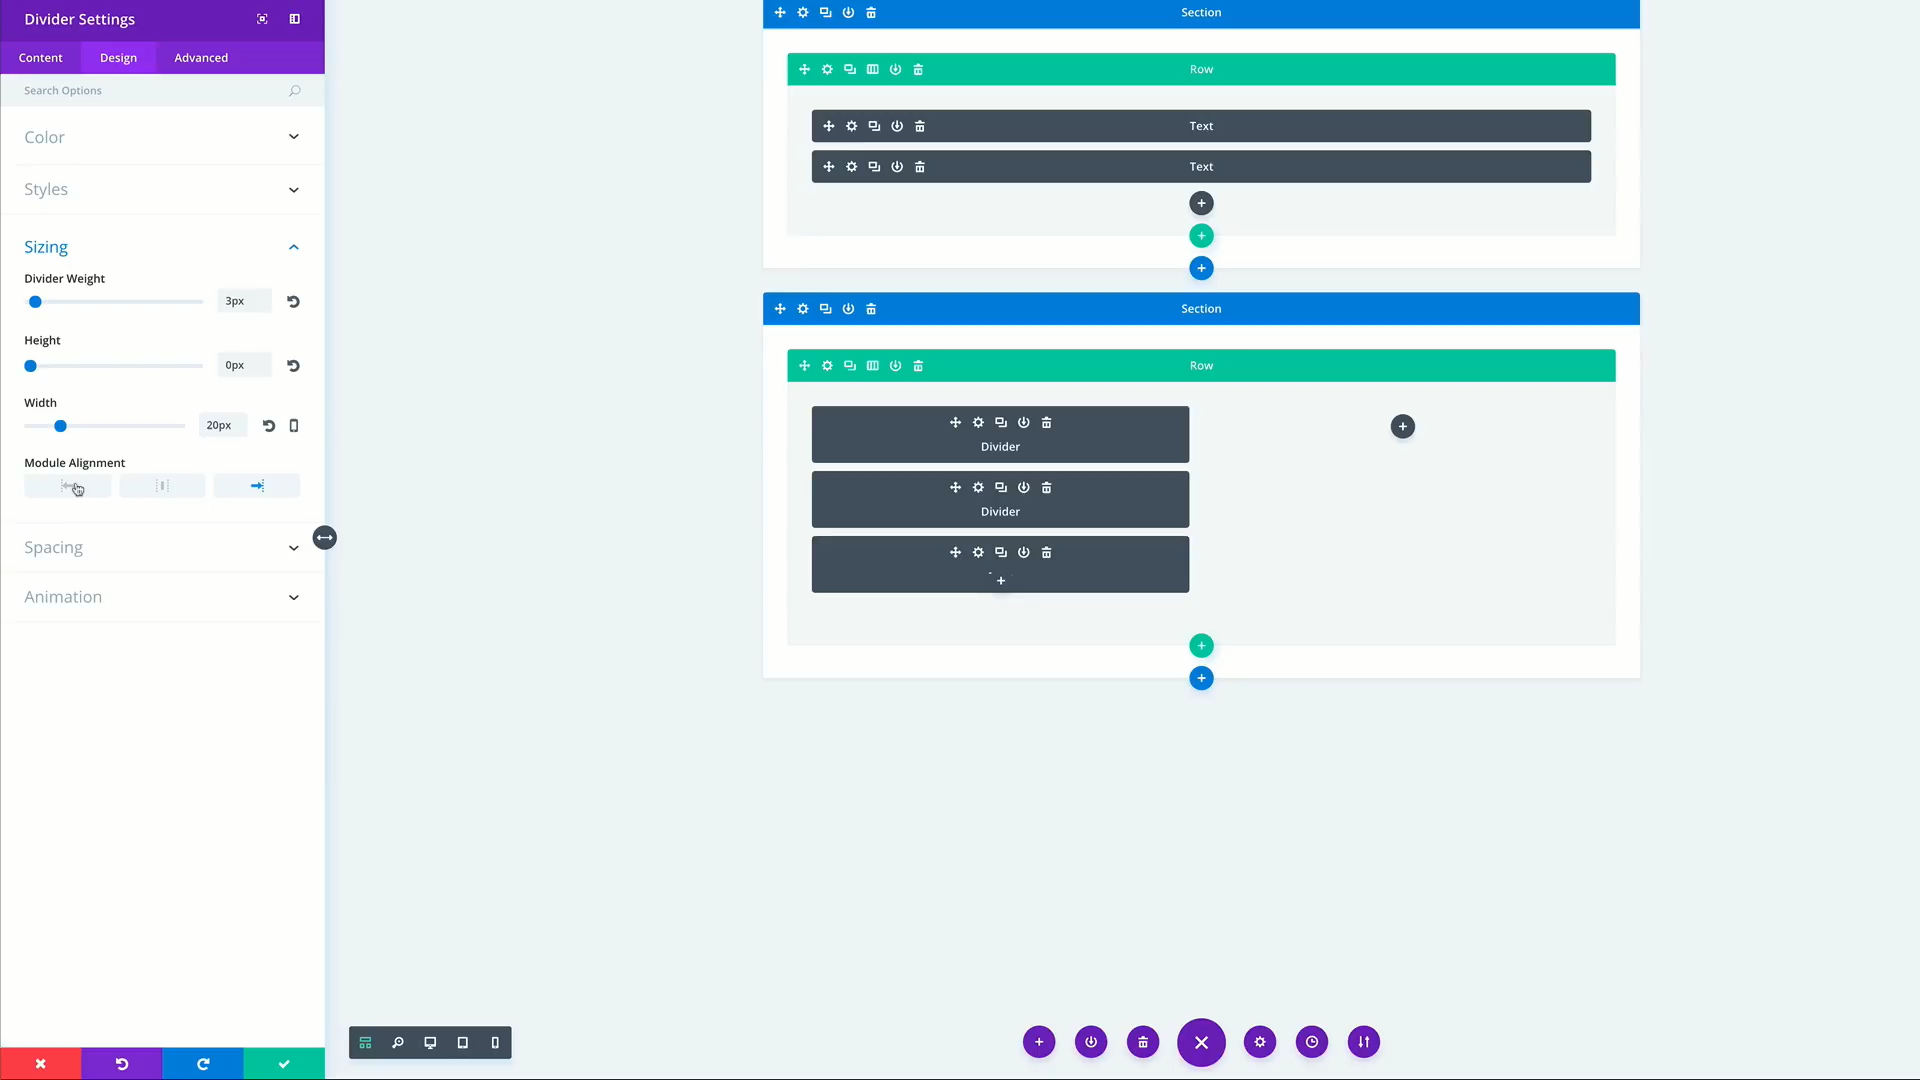 Divider Settings
Content
Design
Advanced
Search Options
Color
Styles
Sizing
Divider Weight
3px
Height
0px
Width
20px
Module Alignment
Spacing
Animation
Section
Row
Text
Text
Section
Row
Divider
Divider